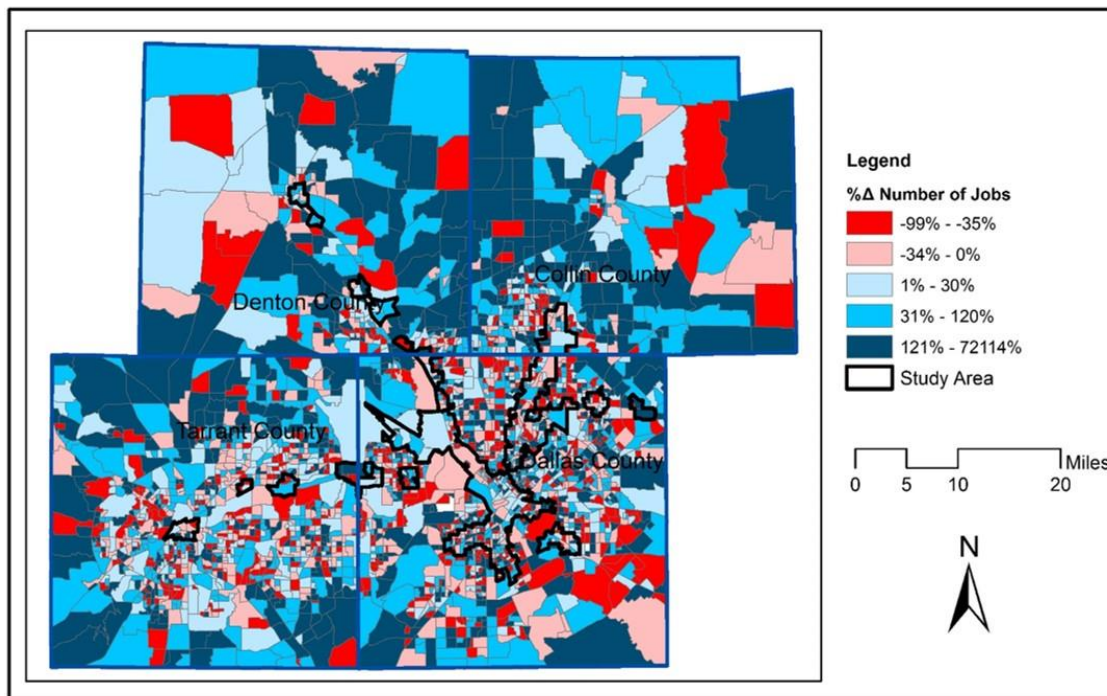 Collin County
Denton County
Tarrant County
Dallas County
Legend
%Δ Number of Jobs
-99% - -35%
-34% - 0%
1% - 30%
31% - 120%
121% - 72114%
Study Area
Miles
0 5 10 20
N